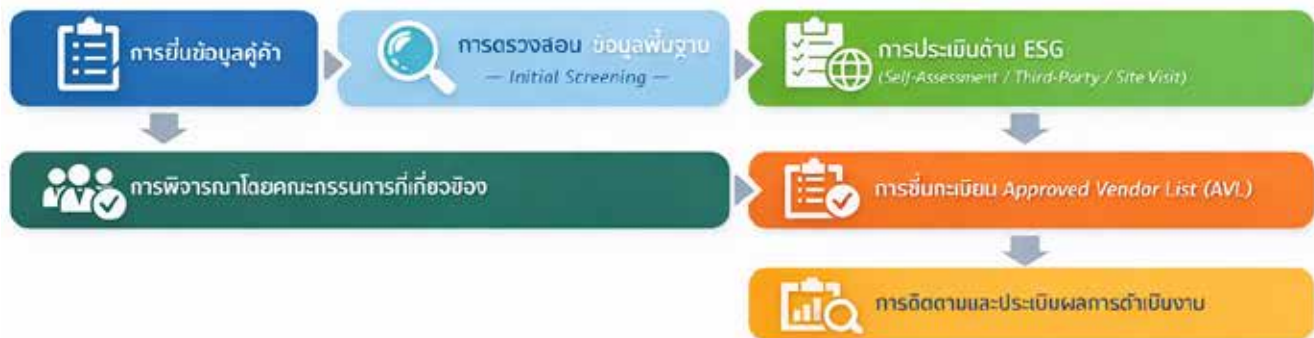 การยื่นข้อมูลคู่ค้า
การตรวจสอบ ข้อมูลพื้นฐาน
— Initial Screening —
การประเมินด้าน ESG
(Self-Assessment / Third-Party / Site Visit)
การพิจารณาโดยคณะกรรมการที่เกี่ยวข้อง
การขึ้นทะเบียน Approved Vendor List (AVL)
การติดตามและประเมินผลการดำเนินงาน